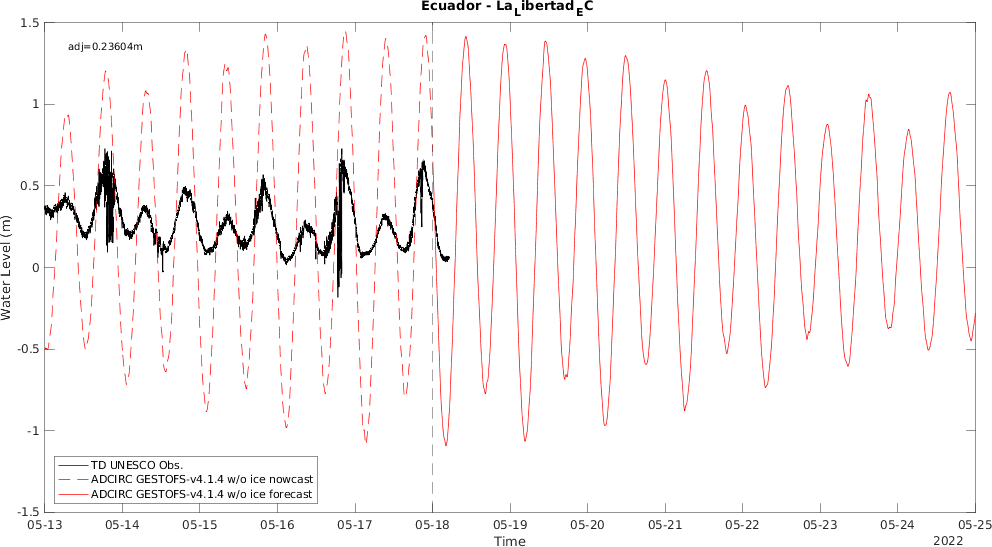 Ecuador - LaLibertadEC
adj=0.23604m
1.5
1
0.5
0
-0.5
-1
-1.5
Water Level (m)
TD UNESCO Obs.
ADCIRC GESTOFS-v4.1.4 w/o ice nowcast
ADCIRC GESTOFS-v4.1.4 w/o ice forecast
05-13 05-14 05-15 05-16 05-17 05-18 05-19 05-20 05-21 05-22 05-23 05-24 05-25
Time
2022